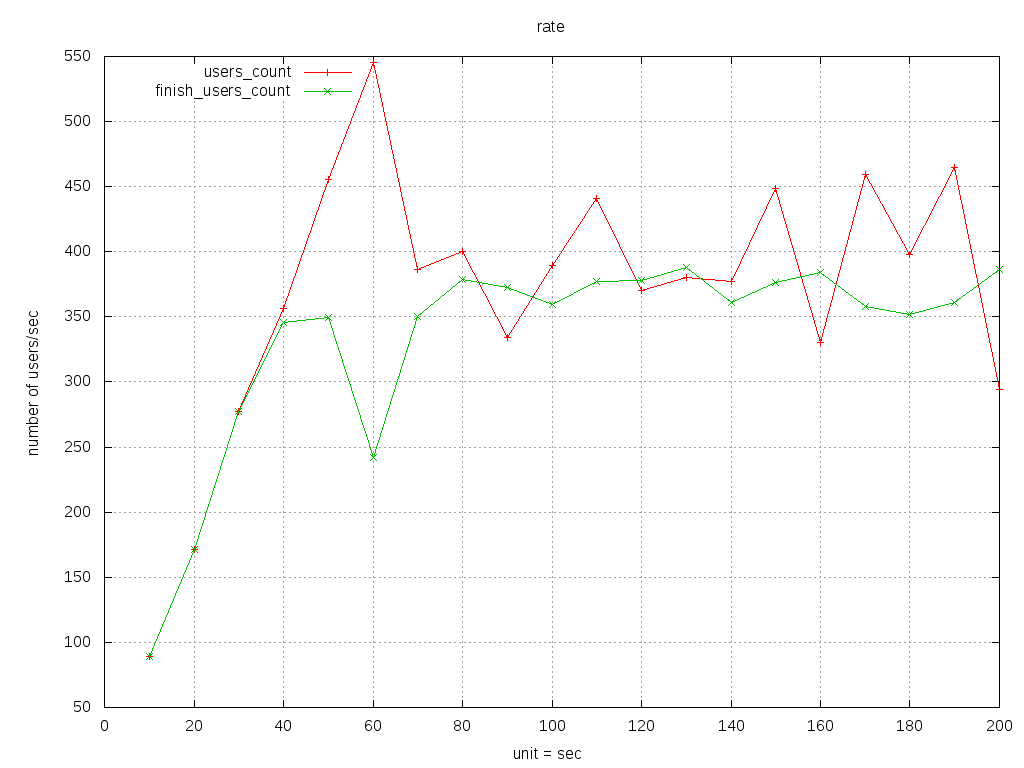 rate
550
500
450
400
350
300
250
200
150
100
50
users_count
finish_users_count
number of users/sec
0 20 40 60 80 100 120 140 160 180 200
unit = sec